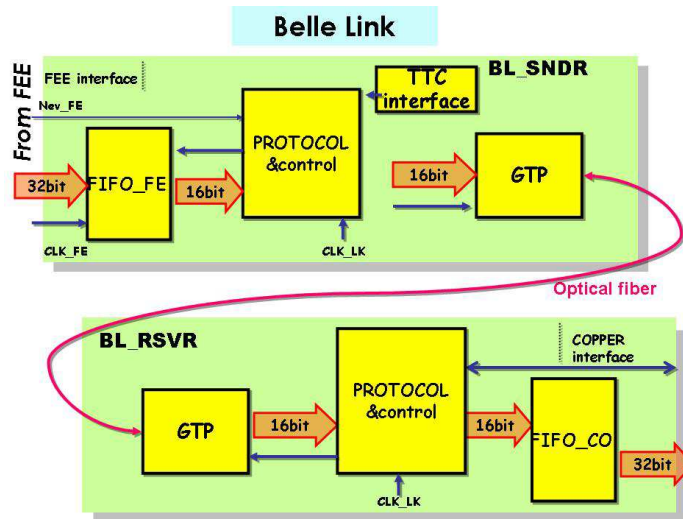 Belle Link
BL_SNDR
From FEE
FEE interface
TTC
interface
Nev_FE
PROTOCOL
&control
32bit
FIFO_FE
16bit
16bit
GTP
CLK_FE
CLK_LK
Optical fiber
BL_RSVR
COPPER
interface
PROTOCOL
&control
GTP
16bit
16bit
FIFO_CO
32bit
CLK_LK